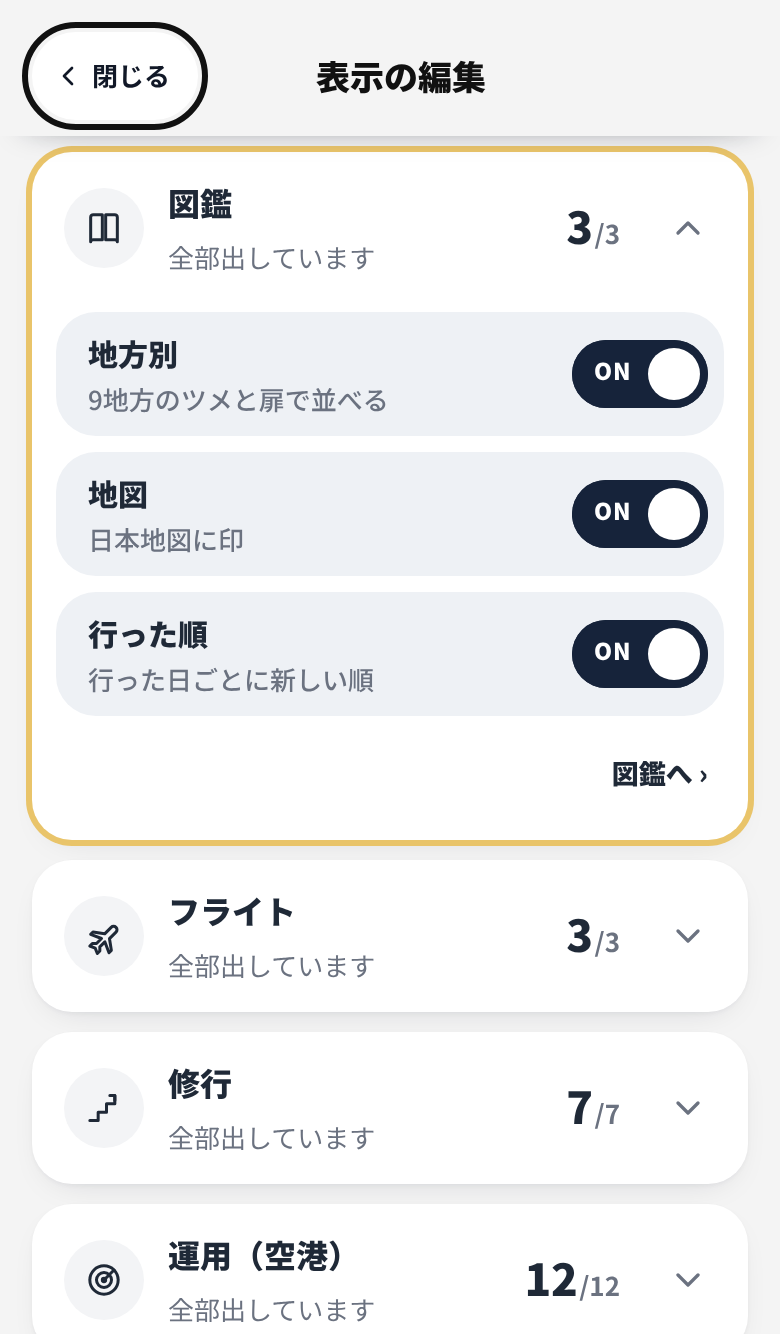 閉じる
表示の編集
図鑑
3/3
全部出しています
地方別
ON
9地方のツメと扉で並べる
地図
ON
日本地図に印
行った順
ON
行った日ごとに新しい順
図鑑へ ›
フライト
3/3
全部出しています
修行
7/7
全部出しています
運用（空港）
12/12
全部出しています